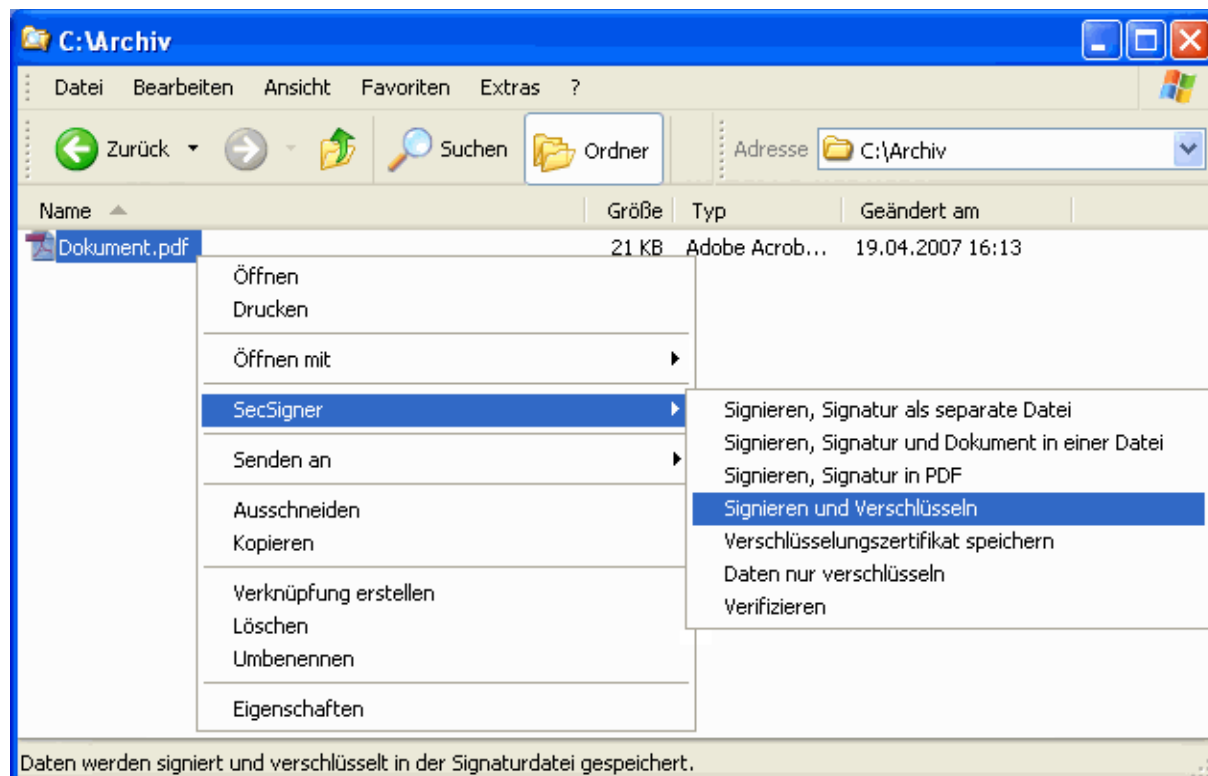 C:\Archiv
Datei Bearbeiten Ansicht Favoriten Extras ?
Zurück Suchen Ordner Adresse C:\Archiv
Name Größe Typ Geändert am
Dokument.pdf 21 KB Adobe Acrob... 19.04.2007 16:13
Öffnen
Drucken
Öffnen mit
SecSigner
Senden an
Ausschneiden
Kopieren
Verknüpfung erstellen
Löschen
Umbenennen
Eigenschaften
Signieren, Signatur als separate Datei
Signieren, Signatur und Dokument in einer Datei
Signieren, Signatur in PDF
Signieren und Verschlüsseln
Verschlüsselungszertifikat speichern
Daten nur verschlüsseln
Verifizieren
Daten werden signiert und verschlüsselt in der Signaturdatei gespeichert.